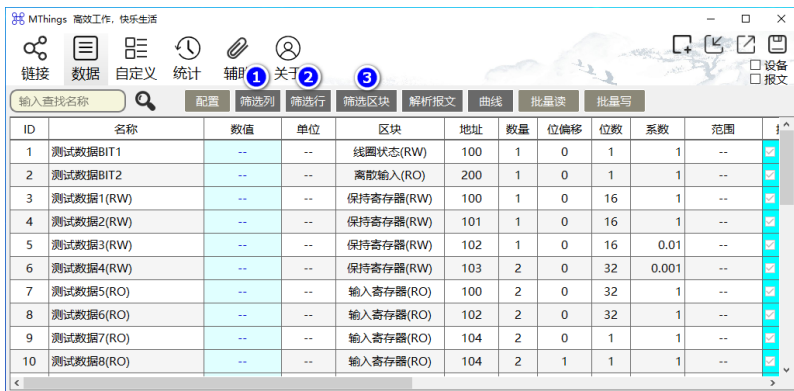 MThings 高效工作，快乐生活
链接 数据 自定义 统计 辅助 关于
1 2 3
设备
报文
输入查找名称 配置 筛选列 筛选行 筛选区块 解析报文 曲线 批量读 批量写
ID 名称 数值 单位 区块 地址 数量 位偏移 位数 系数 范围
1 测试数据BIT1 -- -- 线圈状态(RW) 100 1 0 1 1 --
2 测试数据BIT2 -- -- 离散输入(RO) 200 1 0 1 1 --
3 测试数据1(RW) -- -- 保持寄存器(RW) 100 1 0 16 1 --
4 测试数据2(RW) -- -- 保持寄存器(RW) 101 1 0 16 1 --
5 测试数据3(RW) -- -- 保持寄存器(RW) 102 1 0 16 0.01 --
6 测试数据4(RW) -- -- 保持寄存器(RW) 103 2 0 32 0.001 --
7 测试数据5(RO) -- -- 输入寄存器(RO) 100 2 0 32 1 --
8 测试数据6(RO) -- -- 输入寄存器(RO) 102 2 0 32 1 --
9 测试数据7(RO) -- -- 输入寄存器(RO) 104 2 0 1 1 --
10 测试数据8(RO) -- -- 输入寄存器(RO) 104 2 1 1 1 --